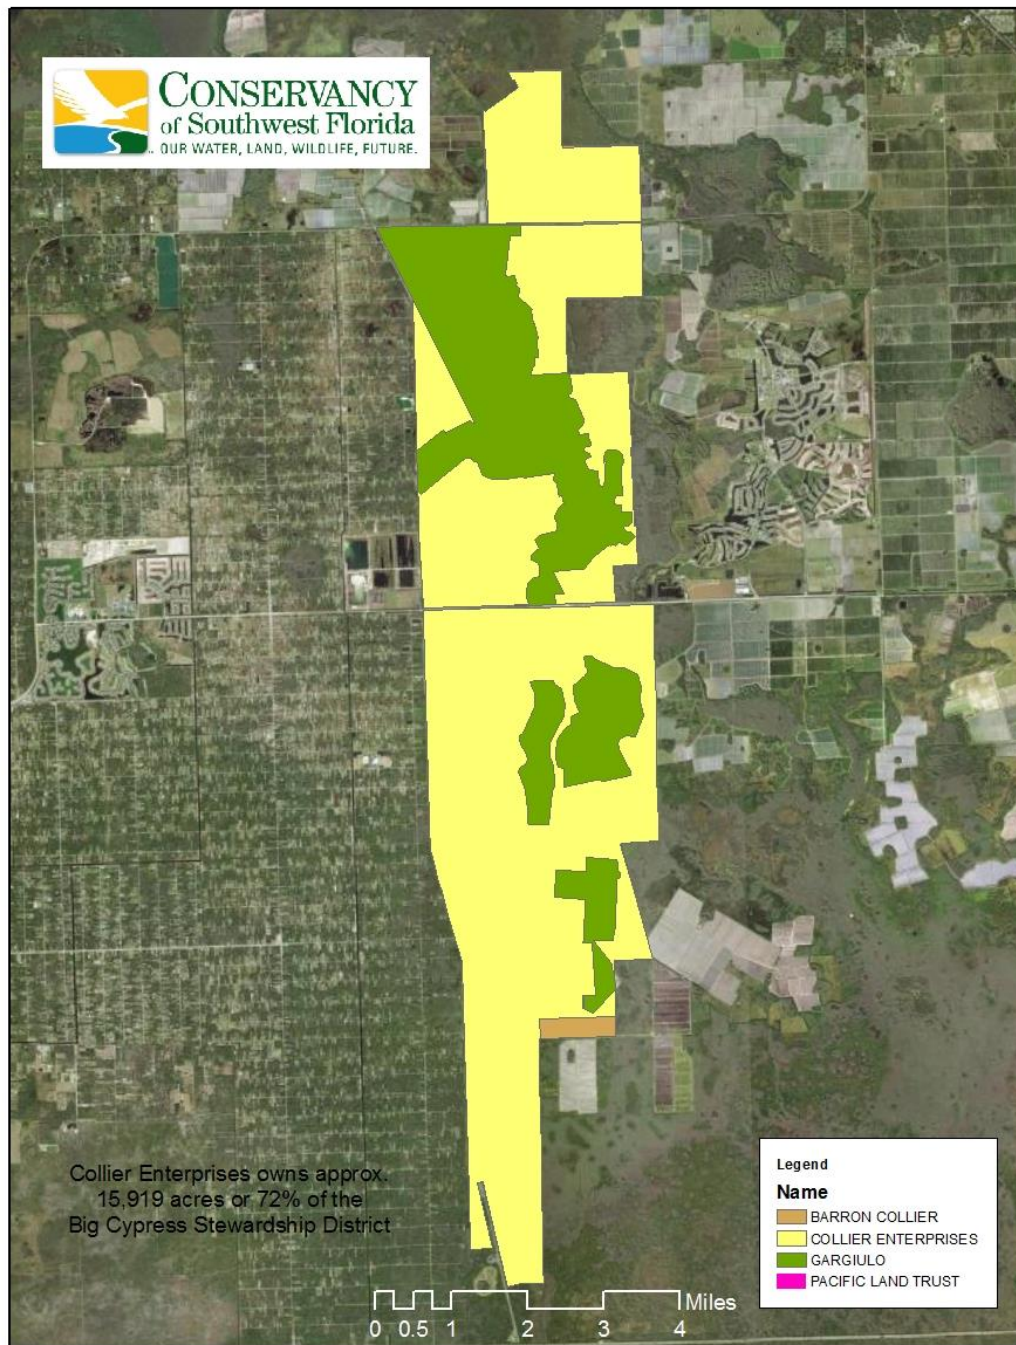 CONSERVANCY
of Southwest Florida
OUR WATER, LAND, WILDLIFE, FUTURE.
Collier Enterprises owns approx.
15,919 acres or 72% of the
Big Cypress Stewardship District
Legend
Name
BARRON COLLIER
COLLIER ENTERPRISES
GARGIULO
PACIFIC LAND TRUST
Miles
0 0.5 1 2 3 4